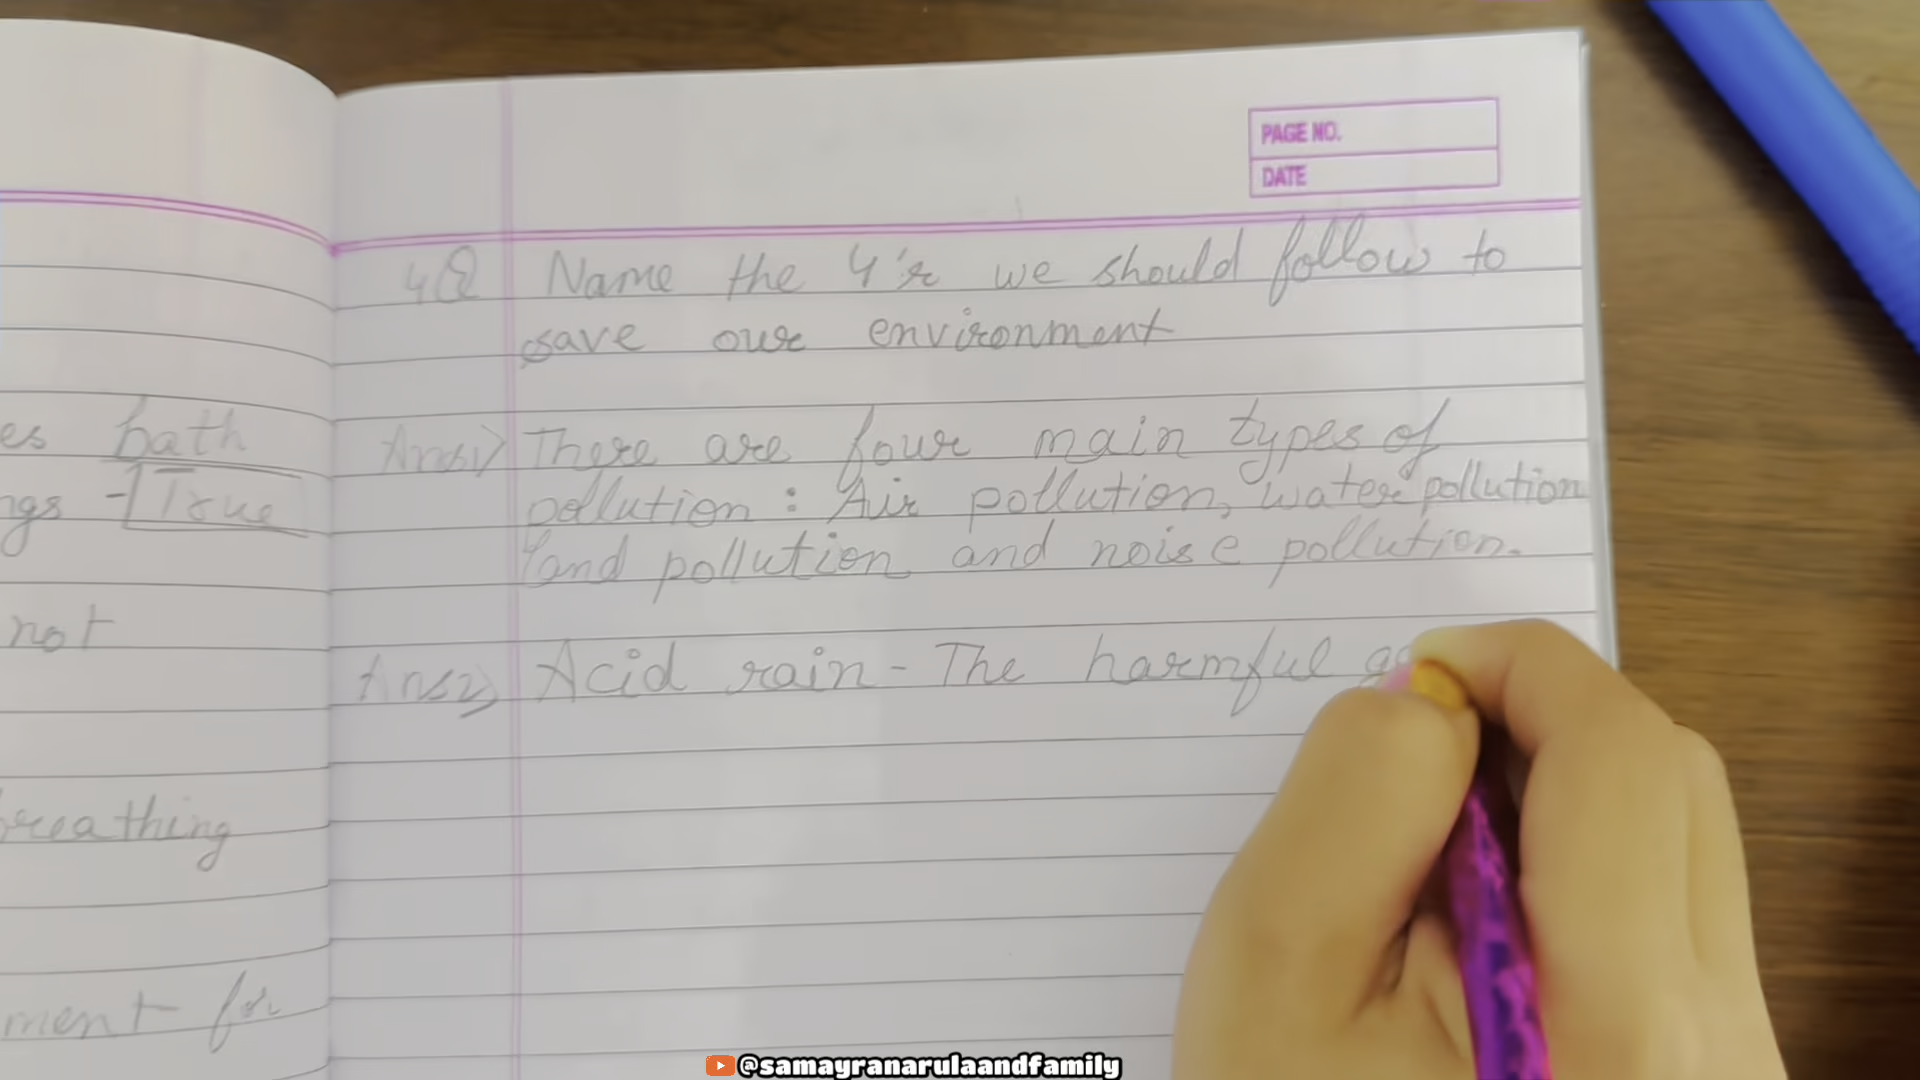 es bath
ngs - True
not
breathing
ment for
PAGE NO.
DATE
4Q Name the 4'r we should follow to
save our environment
Ans1) There are four main types of
pollution : Air pollution, water pollution
land pollution and noise pollution.
Ans2) Acid rain - The harmful
@samayranarulaandfamily